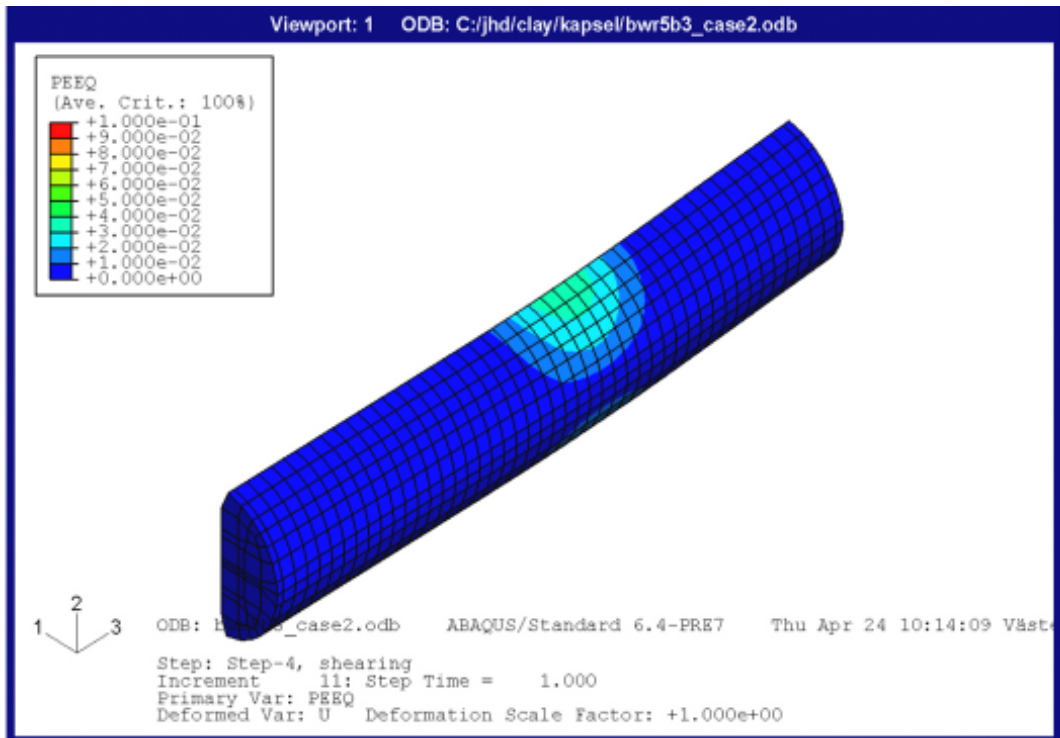 Viewport: 1 ODB: C:/jhd/clay/kapsel/bwr5b3_case2.odb
PEEQ
(Ave. Crit.: 100%)
+1.000e-01
+9.000e-02
+8.000e-02
+7.000e-02
+6.000e-02
+5.000e-02
+4.000e-02
+3.000e-02
+2.000e-02
+1.000e-02
+0.000e+00
2
1 3
ODB: _case2.odb ABAQUS/Standard 6.4-PRE7 Thu Apr 24 10:14:09 Väst
Step: Step-4, shearing
Increment 11: Step Time = 1.000
Primary Var: PEEQ
Deformed Var: U Deformation Scale Factor: +1.000e+00